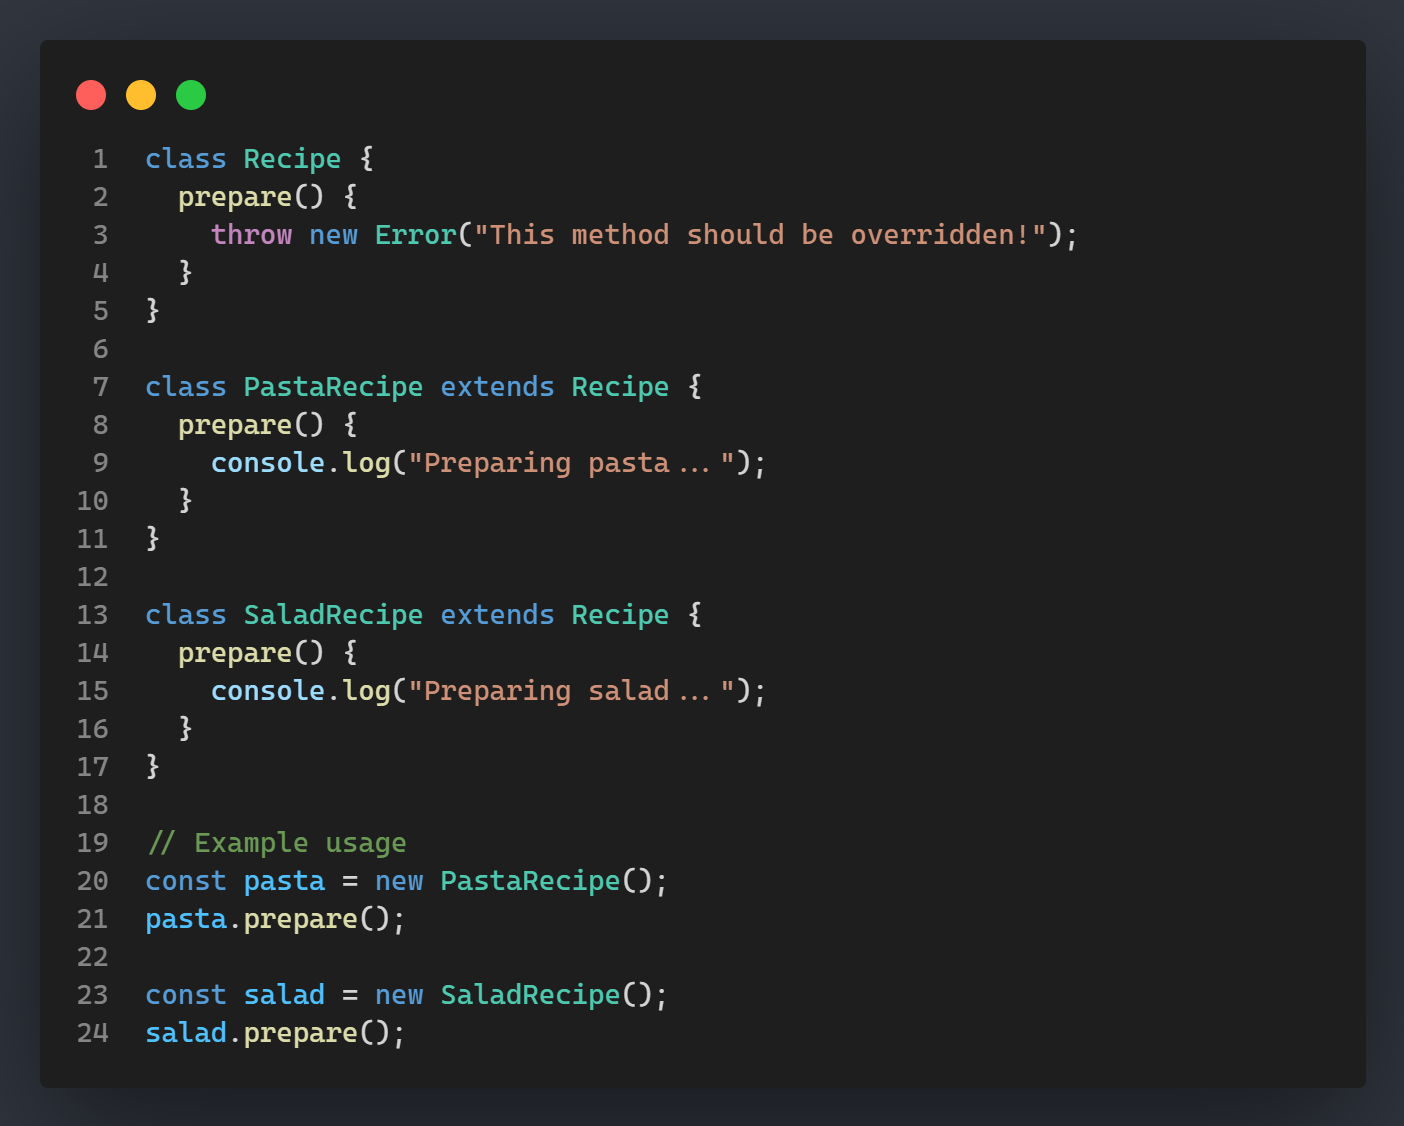 1 class Recipe {
2   prepare() {
3     throw new Error("This method should be overridden!");
4   }
5 }
6
7 class PastaRecipe extends Recipe {
8   prepare() {
9     console.log("Preparing pasta...");
10   }
11 }
12
13 class SaladRecipe extends Recipe {
14   prepare() {
15     console.log("Preparing salad...");
16   }
17 }
18
19 // Example usage
20 const pasta = new PastaRecipe();
21 pasta.prepare();
22
23 const salad = new SaladRecipe();
24 salad.prepare();